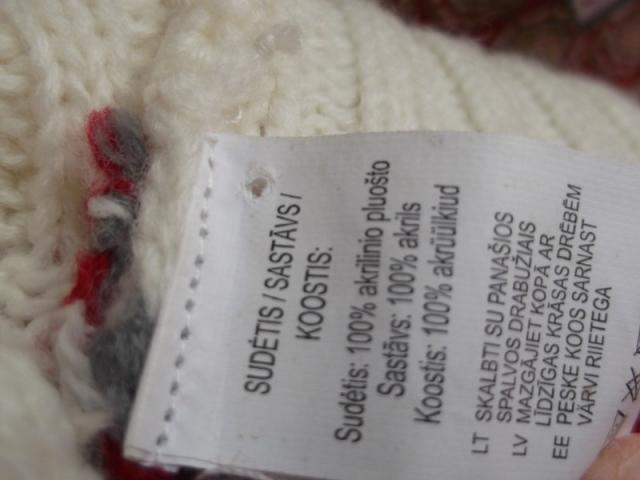 SUDĖTIS / SASTĀVS /
KOOSTIS:
Sudėtis: 100% akrilinio pluošto
Sastāvs: 100% akrils
Koostis: 100% akrüülkiud
LT SKALBTI SU PANAŠIOS
SPALVOS DRABUŽIAIS
LV MAZGĀJIET KOPĀ AR
LĪDZĪGAS KRĀSAS DRĒBĒM
EE PESKE KOOS SARNAST
VÄRVI RIIETEGA